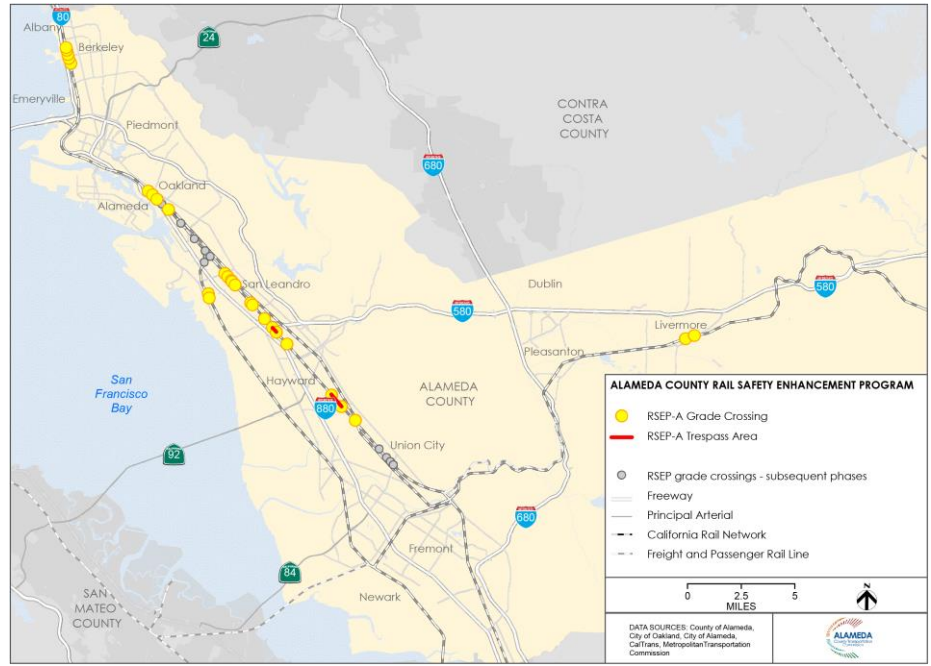 80
Albany
Berkeley
24
Emeryville
CONTRA
COSTA
COUNTY
Piedmont
680
Oakland
Alameda
San Leandro
Dublin
580
580
Livermore
Pleasanton
San
Francisco
Bay
Hayward
ALAMEDA
COUNTY
880
Union City
92
680
Fremont
84
Newark
SAN
MATEO
COUNTY
ALAMEDA COUNTY RAIL SAFETY ENHANCEMENT PROGRAM
RSEP-A Grade Crossing
RSEP-A Trespass Area
RSEP grade crossings - subsequent phases
Freeway
Principal Arterial
California Rail Network
Freight and Passenger Rail Line
0 2.5 5
MILES
N
DATA SOURCES: County of Alameda,
City of Oakland, City of Alameda,
CalTrans, MetropolitanTransportation
Commission
ALAMEDA